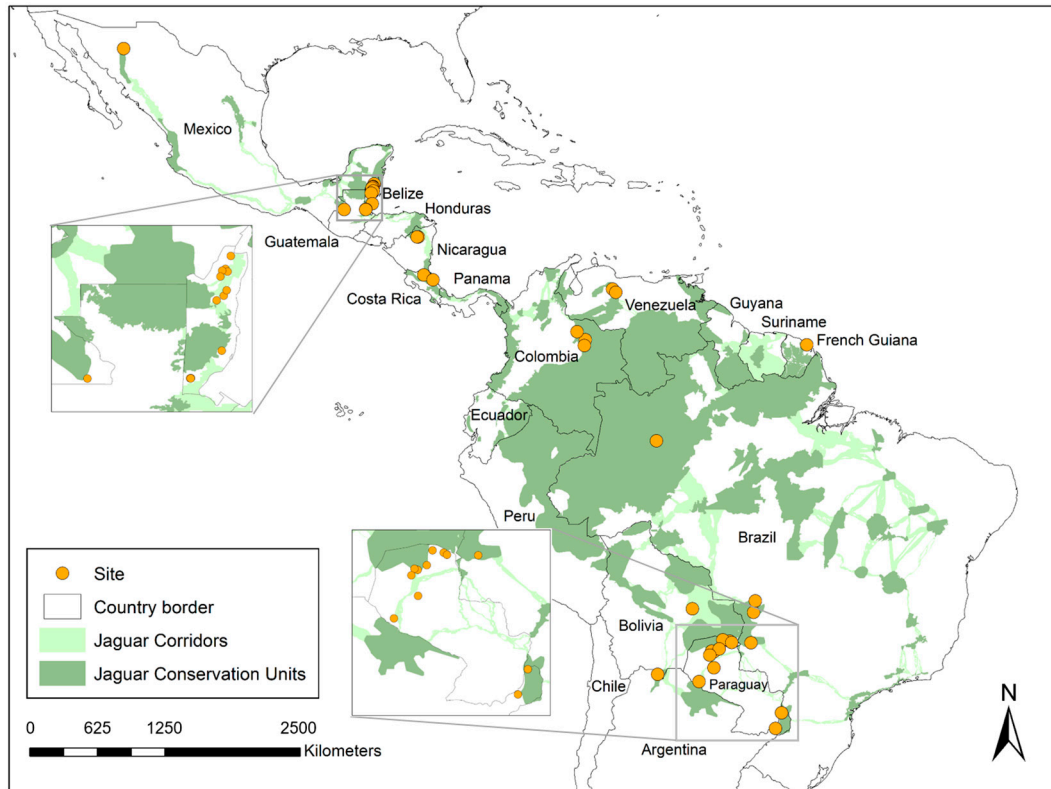 Mexico
Belize
Honduras
Guatemala
Nicaragua
Panama
Costa Rica
Venezuela
Guyana
Suriname
French Guiana
Colombia
Ecuador
Peru
Brazil
Bolivia
Paraguay
Chile
Argentina
Site
Country border
Jaguar Corridors
Jaguar Conservation Units
0 625 1250 2500
Kilometers
N